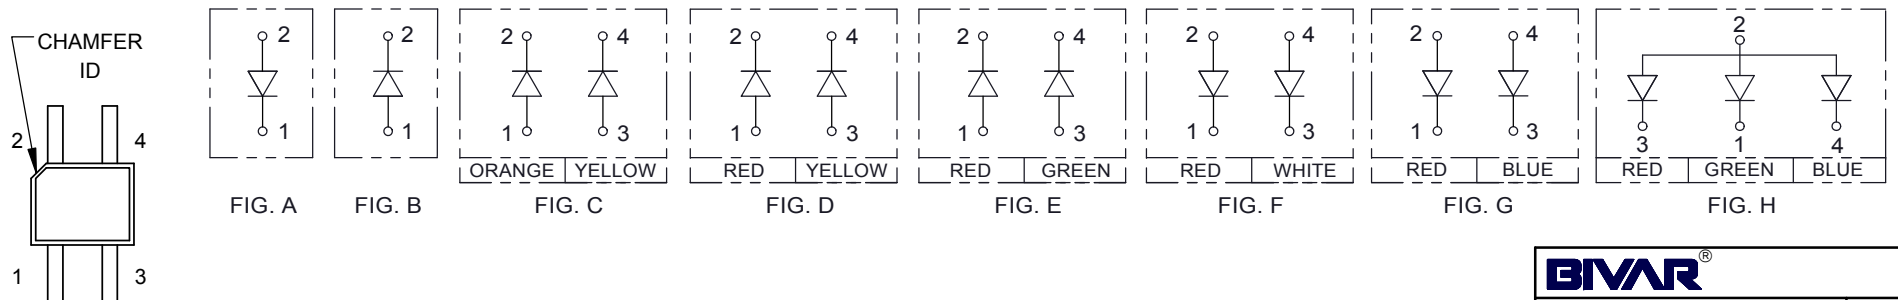 CHAMFER
ID
2 4
1 3
2
1
FIG. A
2
1
FIG. B
2 4
1 3
ORANGE YELLOW
FIG. C
2 4
1 3
RED YELLOW
FIG. D
2 4
1 3
RED GREEN
FIG. E
2 4
1 3
RED WHITE
FIG. F
2 4
1 3
RED BLUE
FIG. G
2
3 1 4
RED GREEN BLUE
FIG. H
BIVAR®